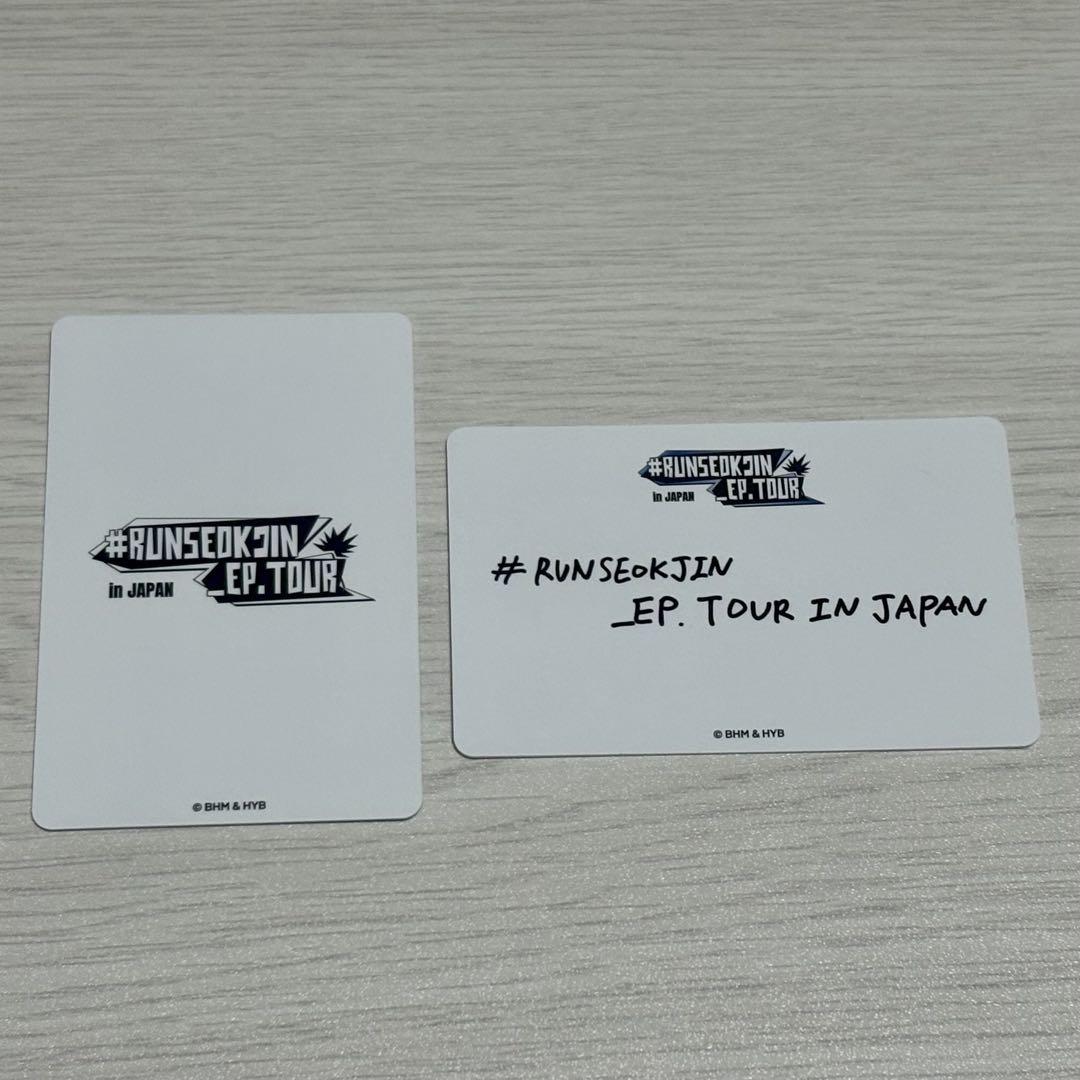 #RUNSEOKJIN
_EP.TOUR
in JAPAN
© BHM & HYB
#RUNSEOKJIN
_EP.TOUR
in JAPAN
# RUNSEOKJIN
_EP. TOUR IN JAPAN
© BHM & HYB